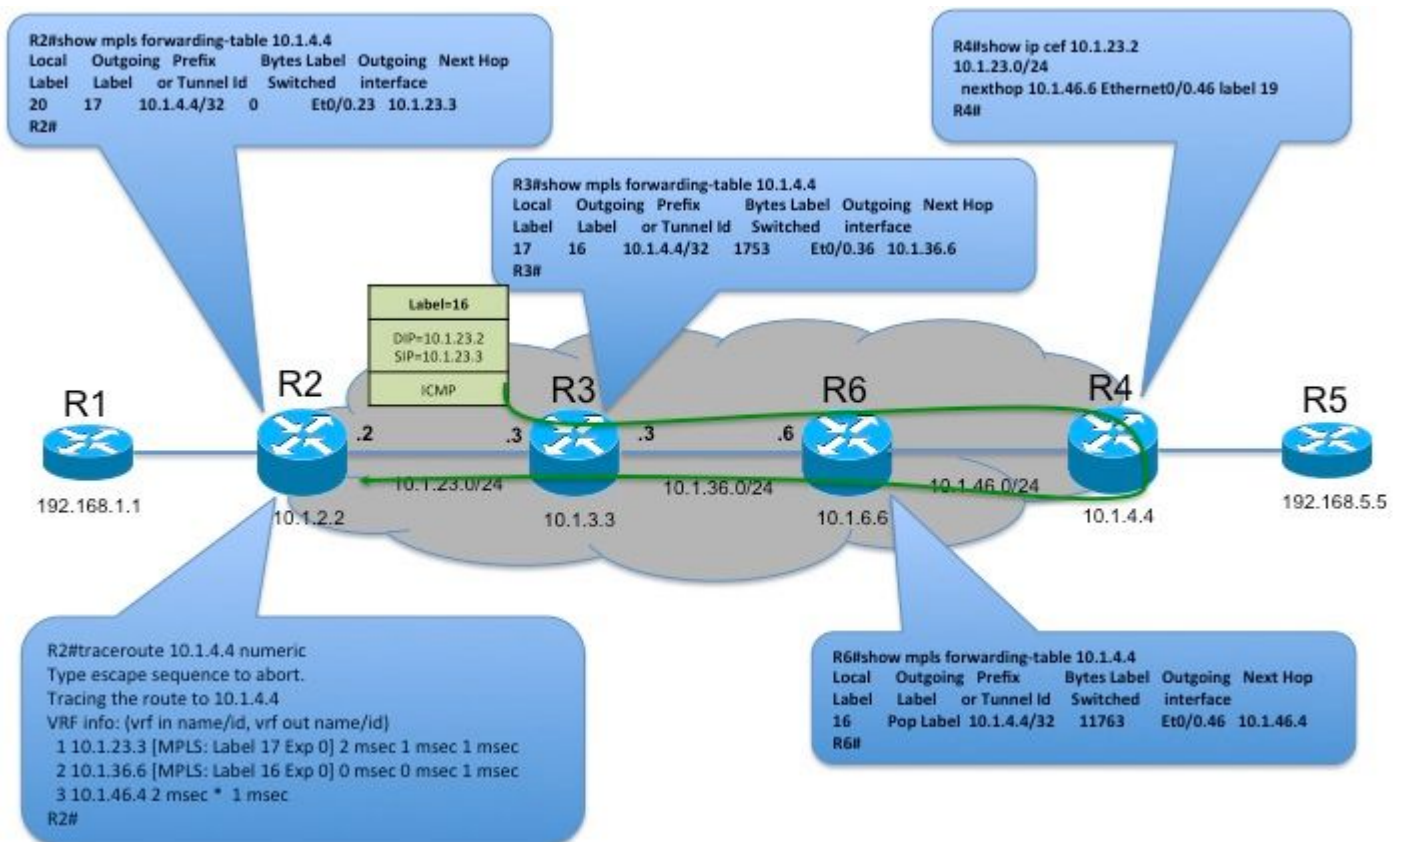 R2#show mpls forwarding-table 10.1.4.4
Local Outgoing Prefix Bytes Label Outgoing Next Hop
Label Label or Tunnel Id Switched interface
20 17 10.1.4.4/32 0 Et0/0.23 10.1.23.3
R2#
R4#show ip cef 10.1.23.2
10.1.23.0/24
nexthop 10.1.46.6 Ethernet0/0.46 label 19
R4#
R3#show mpls forwarding-table 10.1.4.4
Local Outgoing Prefix Bytes Label Outgoing Next Hop
Label Label or Tunnel Id Switched interface
17 16 10.1.4.4/32 1753 Et0/0.36 10.1.36.6
R3#
Label=16
DIP=10.1.23.2
SIP=10.1.23.3
ICMP
R1
R2
R3
R6
R4
R5
.2
.3
.3
.6
10.1.23.0/24
10.1.36.0/24
10.1.46.0/24
192.168.1.1
10.1.2.2
10.1.3.3
10.1.6.6
10.1.4.4
192.168.5.5
R2#traceroute 10.1.4.4 numeric
Type escape sequence to abort.
Tracing the route to 10.1.4.4
VRF info: (vrf in name/id, vrf out name/id)
1 10.1.23.3 [MPLS: Label 17 Exp 0] 2 msec 1 msec 1 msec
2 10.1.36.6 [MPLS: Label 16 Exp 0] 0 msec 0 msec 1 msec
3 10.1.46.4 2 msec * 1 msec
R2#
R6#show mpls forwarding-table 10.1.4.4
Local Outgoing Prefix Bytes Label Outgoing Next Hop
Label Label or Tunnel Id Switched interface
16 Pop Label 10.1.4.4/32 11763 Et0/0.46 10.1.46.4
R6#